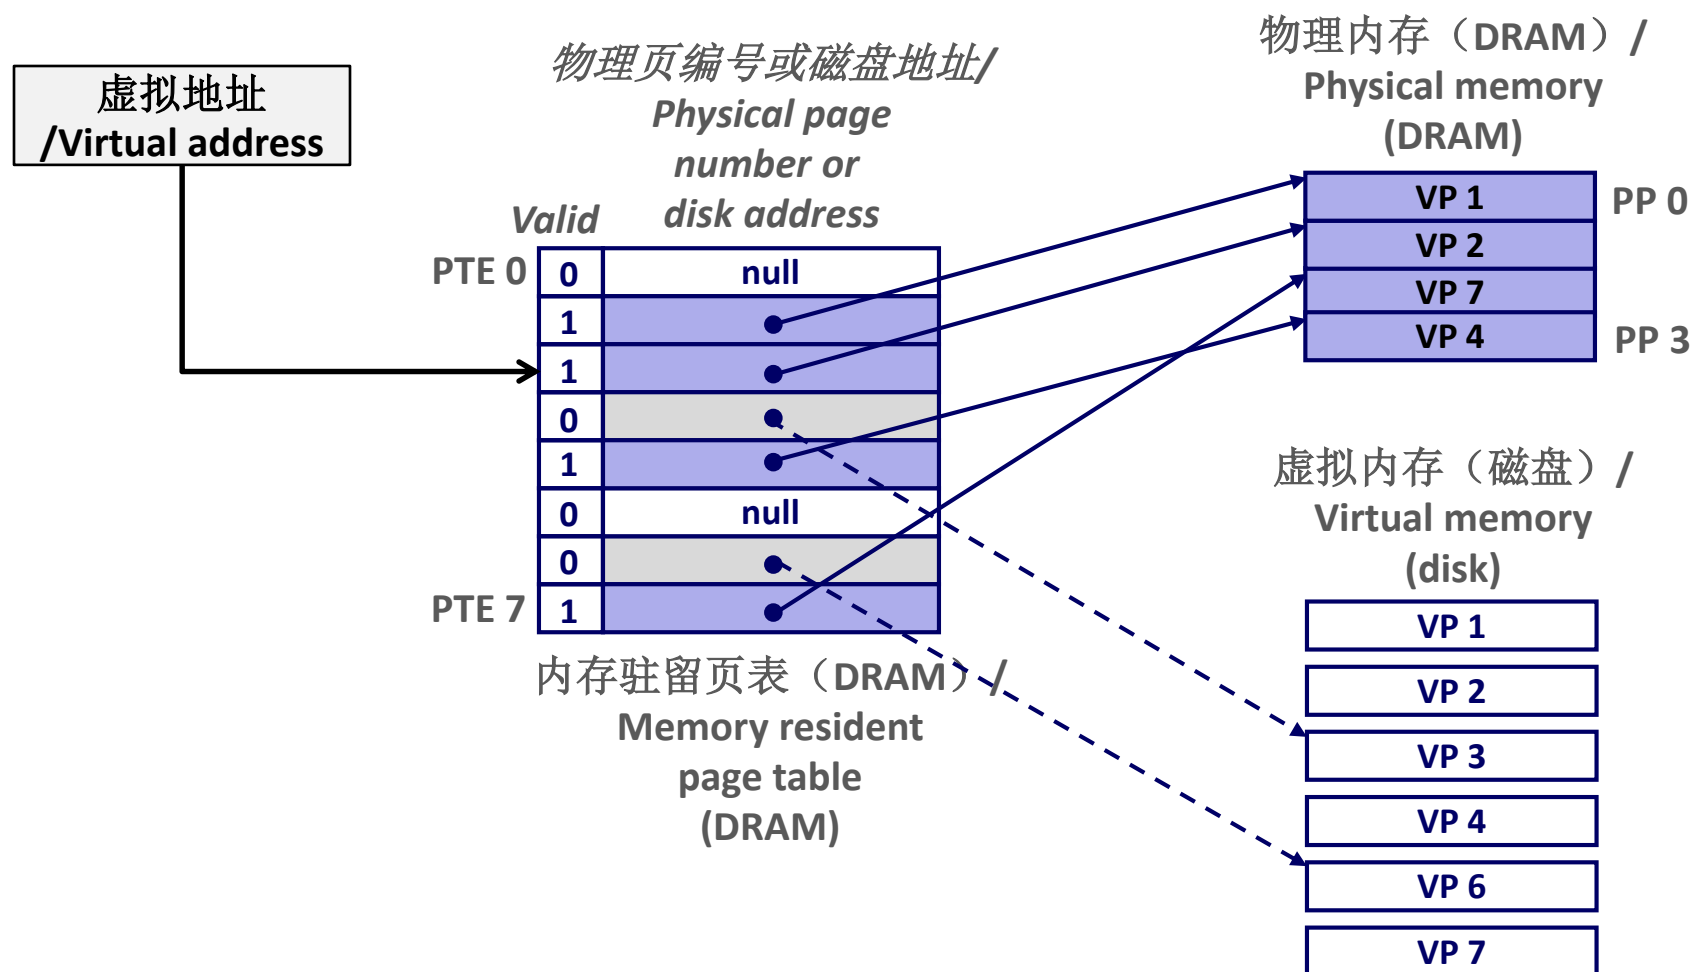 虚拟地址
/Virtual address
物理页编号或磁盘地址/
Physical page
number or
disk address
Valid
PTE 0
0
null
1
1
0
1
0
null
0
PTE 7
1
内存驻留页表（DRAM）/
Memory resident
page table
(DRAM)
物理内存（DRAM）/
Physical memory
(DRAM)
VP 1
PP 0
VP 2
VP 7
VP 4
PP 3
虚拟内存（磁盘）/
Virtual memory
(disk)
VP 1
VP 2
VP 3
VP 4
VP 6
VP 7